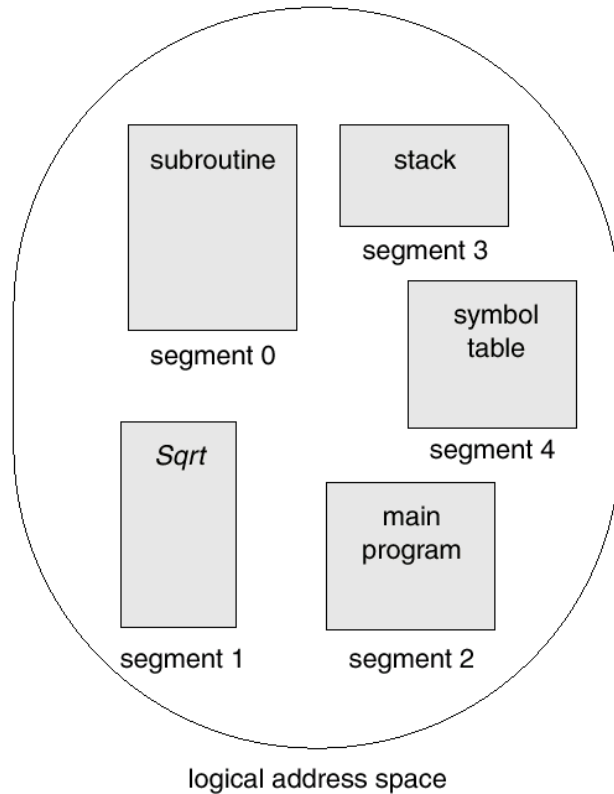 subroutine
segment 0
stack
segment 3
symbol
table
segment 4
Sqrt
segment 1
main
program
segment 2
logical address space